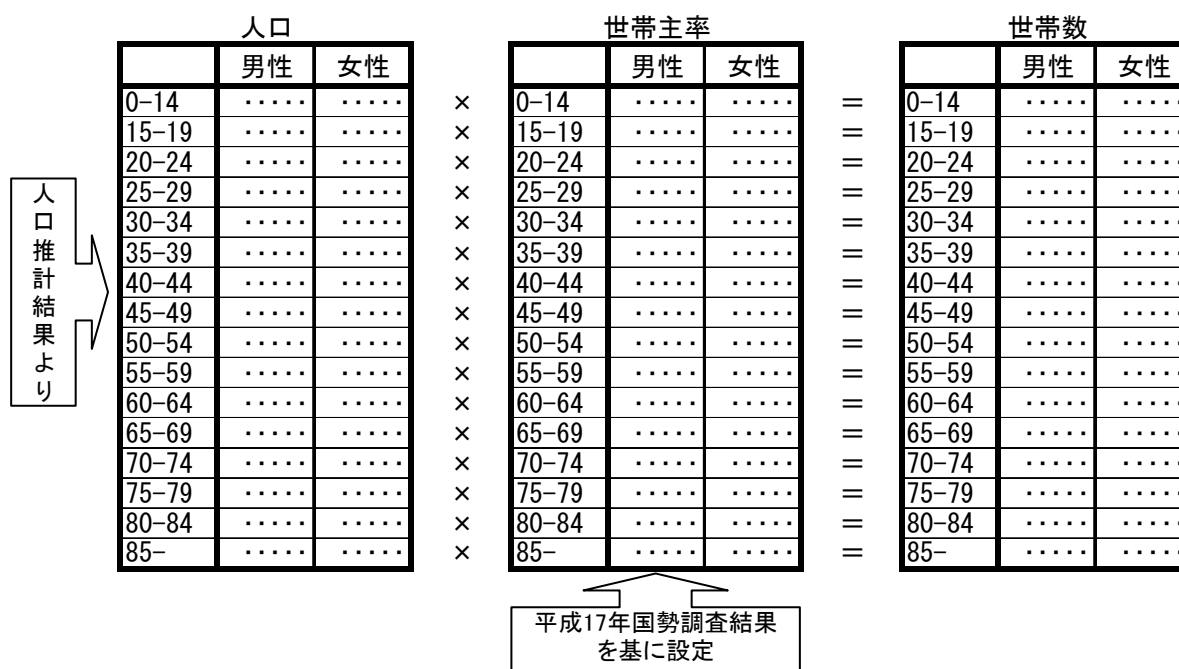 人口 世帯主率 世帯数
男性 女性 男性 女性 男性 女性
0-14 ····· ····· × 0-14 ····· ····· = 0-14 ····· ·····
15-19 ····· ····· × 15-19 ····· ····· = 15-19 ····· ·····
20-24 ····· ····· × 20-24 ····· ····· = 20-24 ····· ·····
25-29 ····· ····· × 25-29 ····· ····· = 25-29 ····· ·····
30-34 ····· ····· × 30-34 ····· ····· = 30-34 ····· ·····
35-39 ····· ····· × 35-39 ····· ····· = 35-39 ····· ·····
40-44 ····· ····· × 40-44 ····· ····· = 40-44 ····· ·····
45-49 ····· ····· × 45-49 ····· ····· = 45-49 ····· ·····
50-54 ····· ····· × 50-54 ····· ····· = 50-54 ····· ·····
55-59 ····· ····· × 55-59 ····· ····· = 55-59 ····· ·····
60-64 ····· ····· × 60-64 ····· ····· = 60-64 ····· ·····
65-69 ····· ····· × 65-69 ····· ····· = 65-69 ····· ·····
70-74 ····· ····· × 70-74 ····· ····· = 70-74 ····· ·····
75-79 ····· ····· × 75-79 ····· ····· = 75-79 ····· ·····
80-84 ····· ····· × 80-84 ····· ····· = 80-84 ····· ·····
85- ····· ····· × 85- ····· ····· = 85- ····· ·····
人口推計結果より
平成17年国勢調査結果
を基に設定